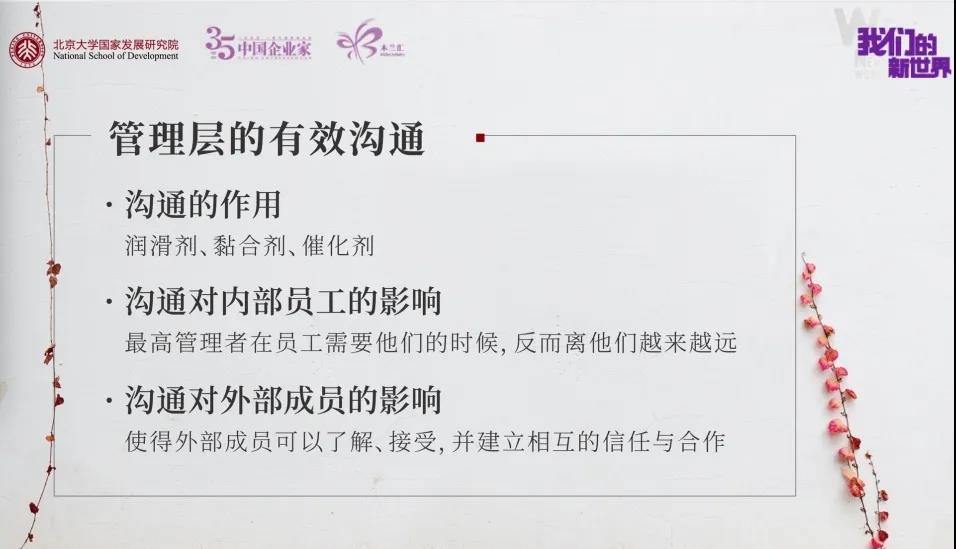 北京大学国家发展研究院
National School of Development
35
中国企业家
木兰汇
我们的
新世界
管理层的有效沟通
· 沟通的作用
润滑剂、黏合剂、催化剂
· 沟通对内部员工的影响
最高管理者在员工需要他们的时候, 反而离他们越来越远
· 沟通对外部成员的影响
使得外部成员可以了解、接受, 并建立相互的信任与合作